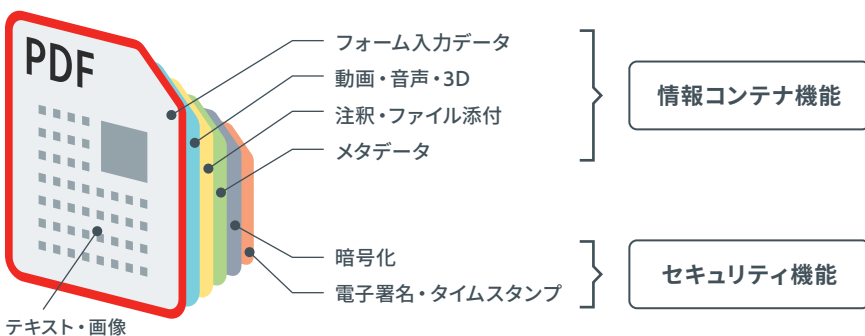 PDF
フォーム入力データ
動画・音声・3D
注釈・ファイル添付
メタデータ
情報コンテナ機能
暗号化
電子署名・タイムスタンプ
セキュリティ機能
テキスト・画像